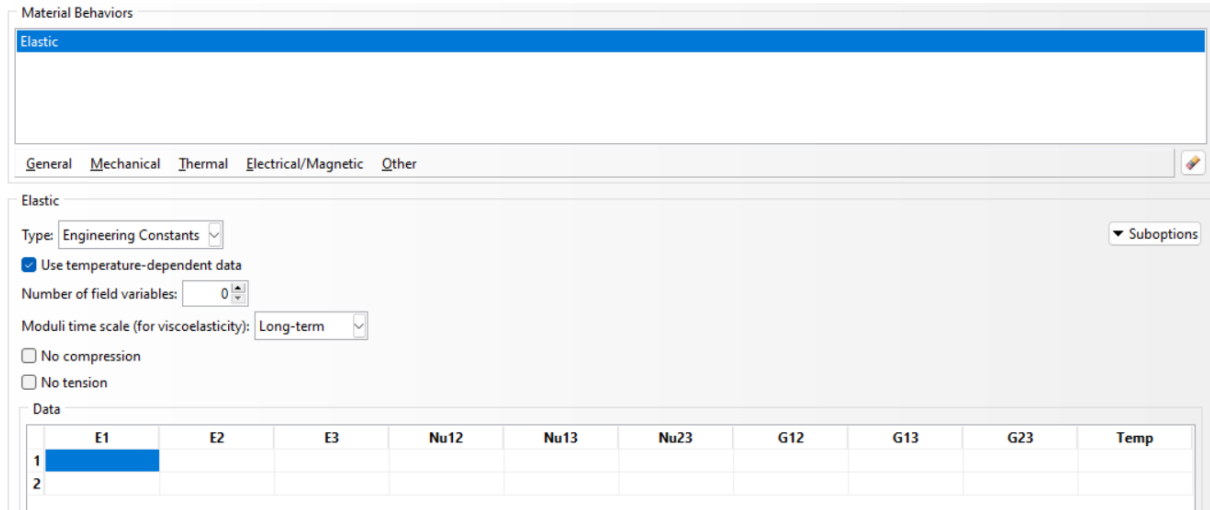 Material Behaviors
Elastic
General Mechanical Thermal Electrical/Magnetic Other
Elastic
Type: Engineering Constants
Suboptions
Use temperature-dependent data
Number of field variables: 0
Moduli time scale (for viscoelasticity): Long-term
No compression
No tension
Data
E1 E2 E3 Nu12 Nu13 Nu23 G12 G13 G23 Temp
1
2